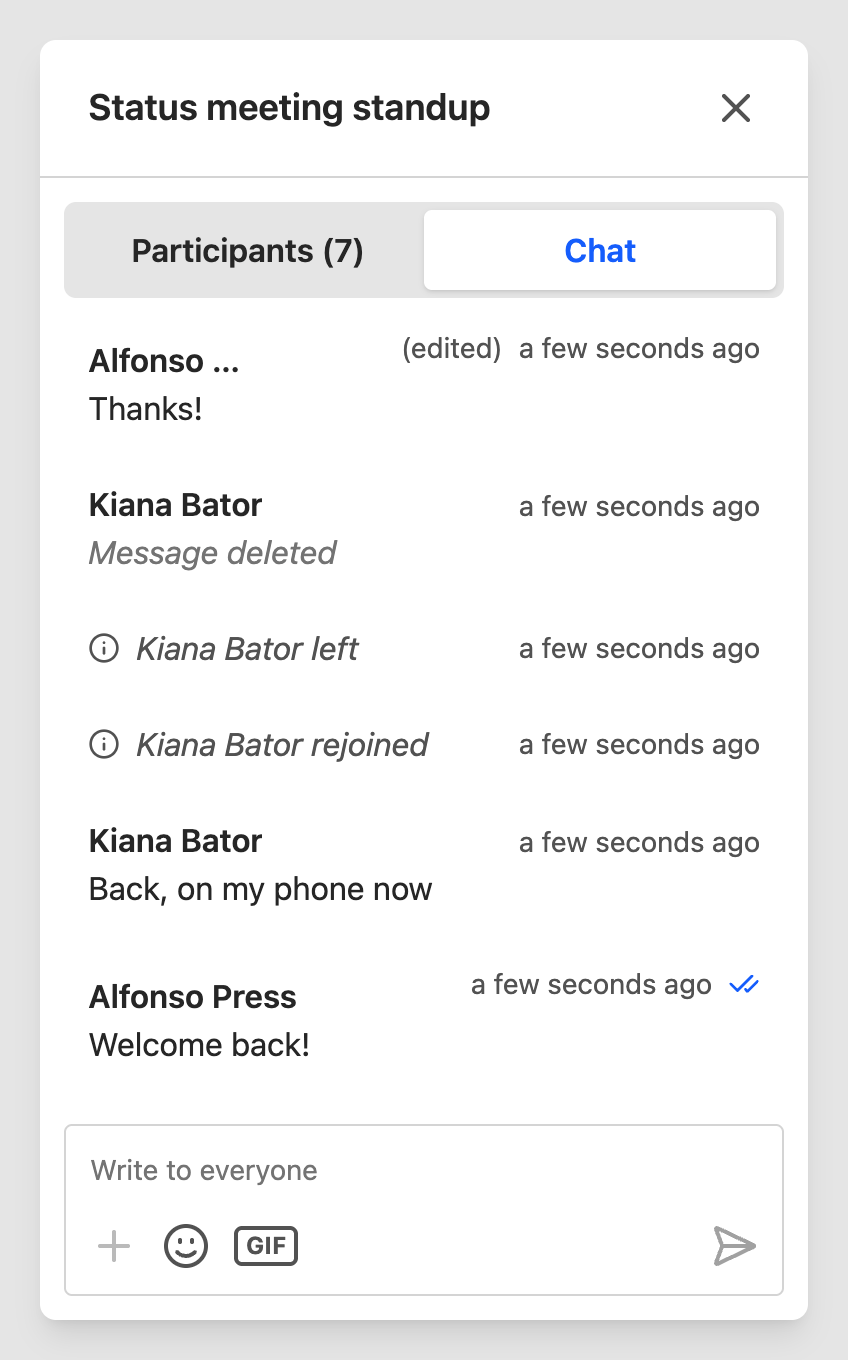 Status meeting standup
Participants (7)
Chat
Alfonso ...
(edited) a few seconds ago
Thanks!
Kiana Bator
a few seconds ago
Message deleted
Kiana Bator left
a few seconds ago
Kiana Bator rejoined
a few seconds ago
Kiana Bator
a few seconds ago
Back, on my phone now
Alfonso Press
a few seconds ago
Welcome back!
Write to everyone
GIF